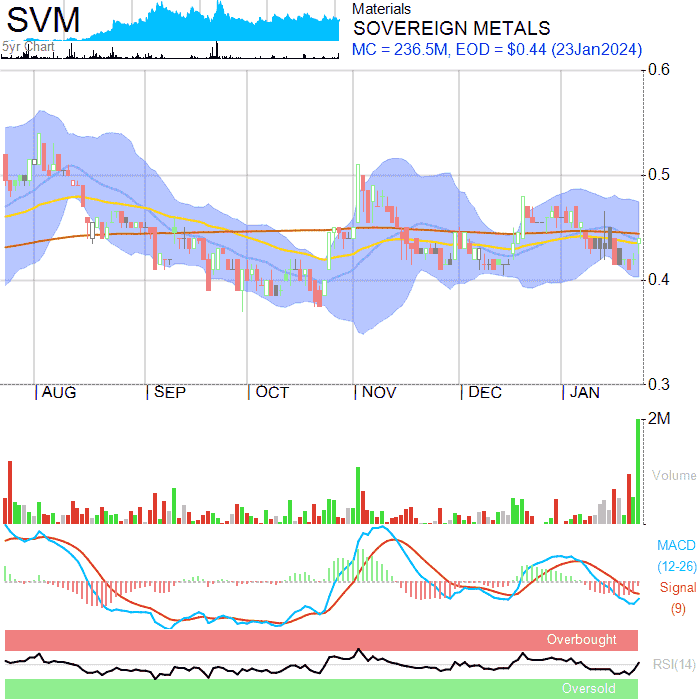 SVM
5yr Chart
Materials
SOVEREIGN METALS
MC = 236.5M, EOD = $0.44 (23Jan2024)
0.6
0.5
0.4
0.3
AUG SEP OCT NOV DEC JAN
2M
Volume
MACD
(12-26)
Signal
(9)
Overbought
RSI(14)
Oversold